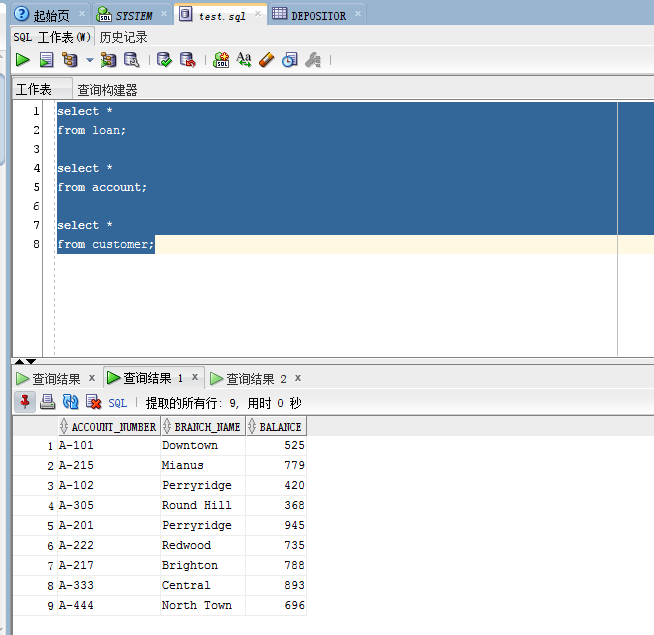 起始页 SYSTEM test.sql DEPOSITOR
SQL 工作表(W) 历史记录
工作表 查询构建器
1 select *
2 from loan;
3
4 select *
5 from account;
6
7 select *
8 from customer;
查询结果 x 查询结果 1 x 查询结果 2 x
SQL | 提取的所有行: 9, 用时 0 秒
ACCOUNT_NUMBER BRANCH_NAME BALANCE
1 A-101 Downtown 525
2 A-215 Mianus 779
3 A-102 Perryridge 420
4 A-305 Round Hill 368
5 A-201 Perryridge 945
6 A-222 Redwood 735
7 A-217 Brighton 788
8 A-333 Central 893
9 A-444 North Town 696